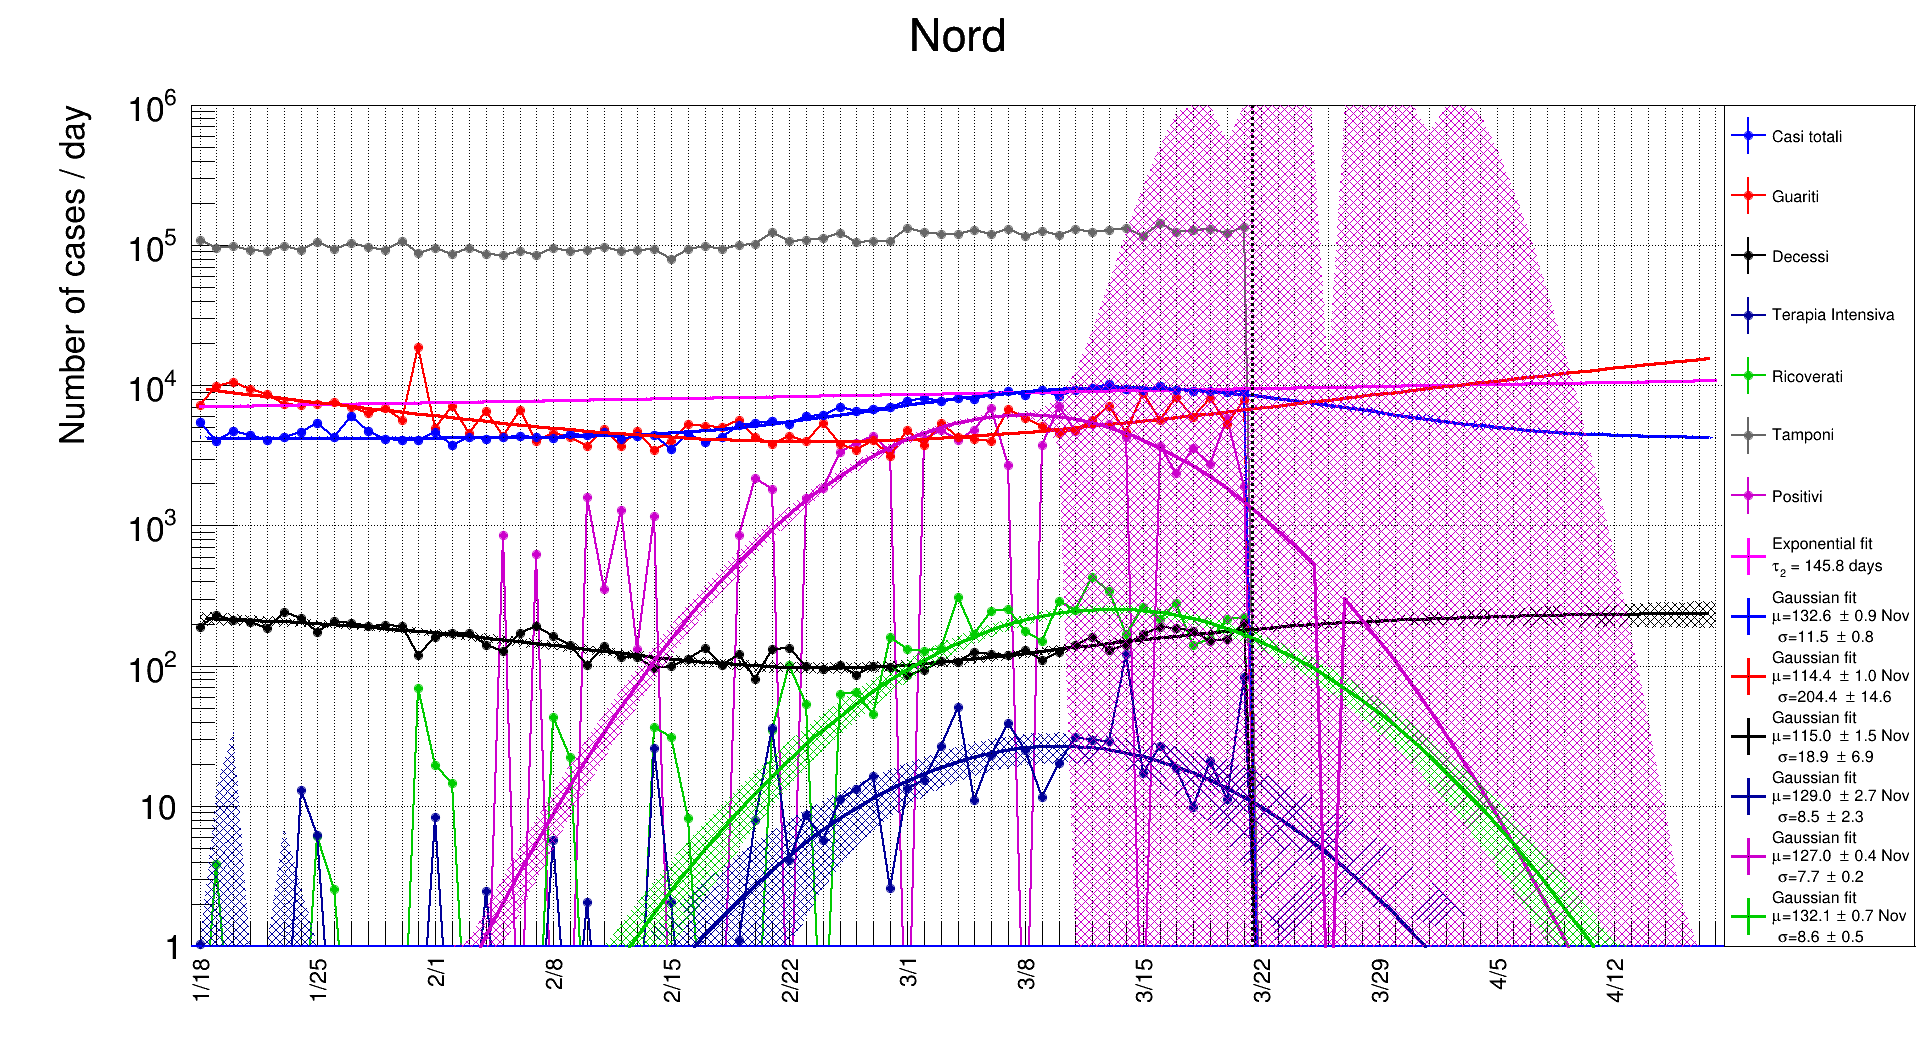 Nord
Number of cases / day
10^6
10^5
10^4
10^3
10^2
10
1
1/18
1/25
2/1
2/8
2/15
2/22
3/1
3/8
3/15
3/22
3/29
4/5
4/12
Casi totali
Guariti
Decessi
Terapia Intensiva
Ricoverati
Tamponi
Positivi
Exponential fit
τ_2 = 145.8 days
Gaussian fit
μ=132.6 ± 0.9 Nov
σ=11.5 ± 0.8
Gaussian fit
μ=114.4 ± 1.0 Nov
σ=204.4 ± 14.6
Gaussian fit
μ=115.0 ± 1.5 Nov
σ=18.9 ± 6.9
Gaussian fit
μ=129.0 ± 2.7 Nov
σ=8.5 ± 2.3
Gaussian fit
μ=127.0 ± 0.4 Nov
σ=7.7 ± 0.2
Gaussian fit
μ=132.1 ± 0.7 Nov
σ=8.6 ± 0.5